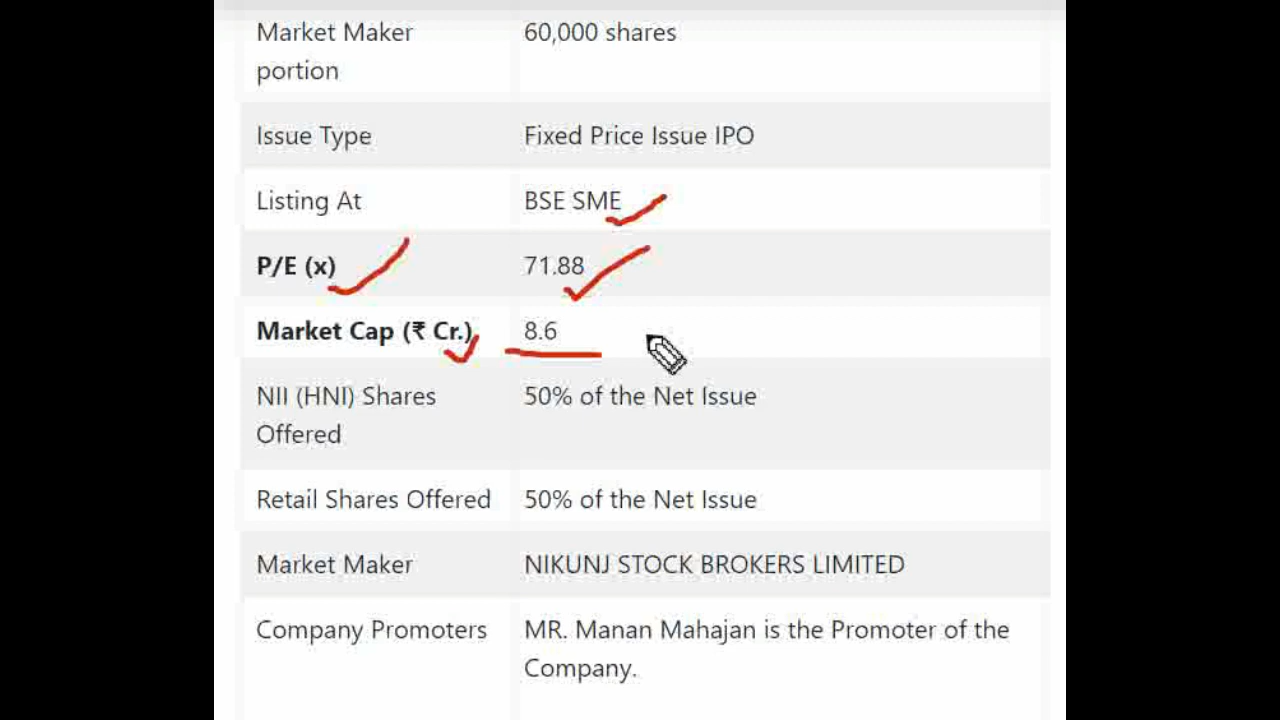 Market Maker 60,000 shares
portion
Issue Type Fixed Price Issue IPO
Listing At BSE SME
P/E (x) 71.88
Market Cap (₹ Cr.) 8.6
NII (HNI) Shares 50% of the Net Issue
Offered
Retail Shares Offered 50% of the Net Issue
Market Maker NIKUNJ STOCK BROKERS LIMITED
Company Promoters MR. Manan Mahajan is the Promoter of the
Company.